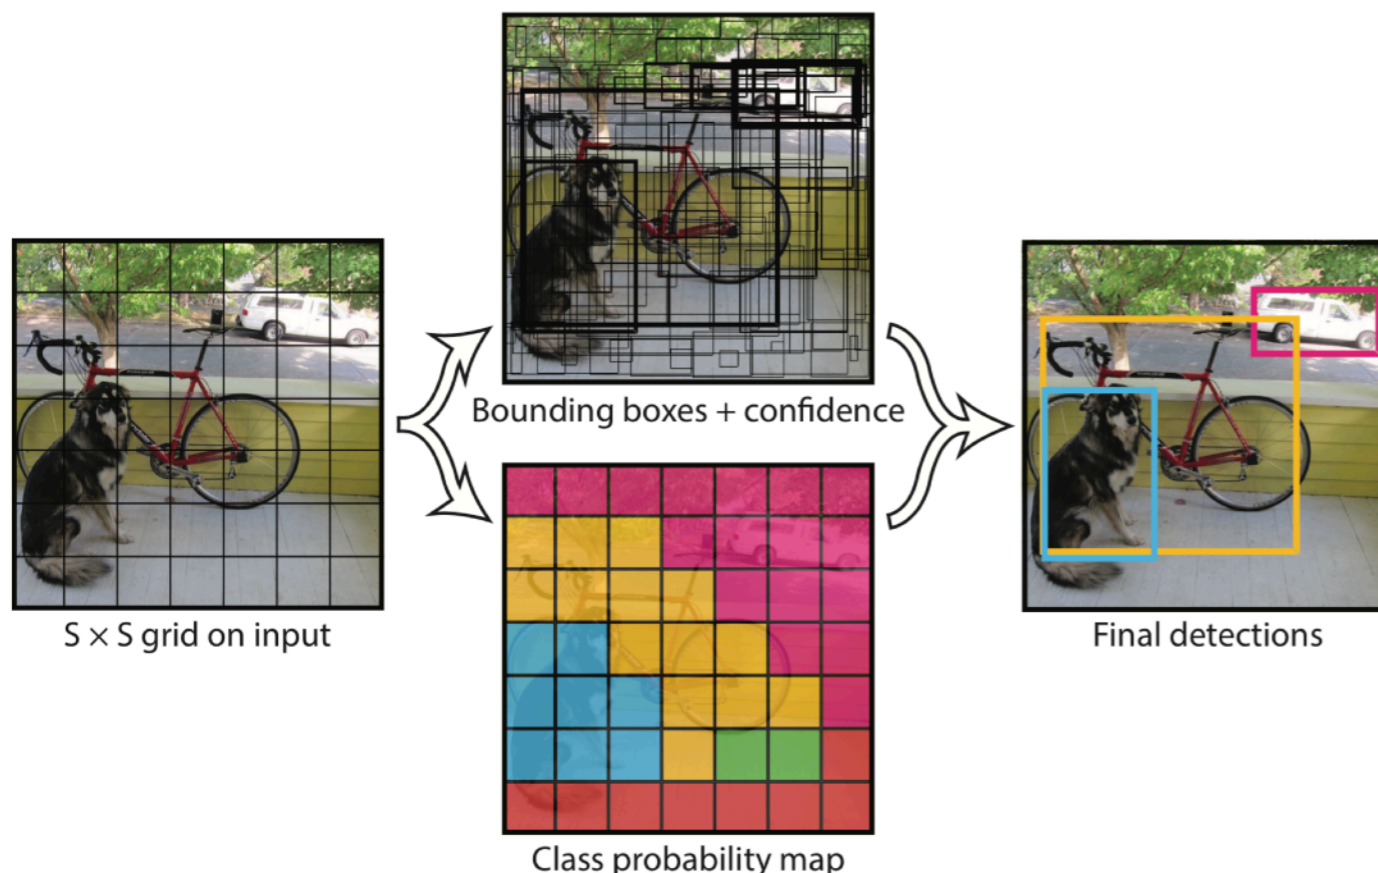 Bounding boxes + confidence
S × S grid on input
Final detections
Class probability map